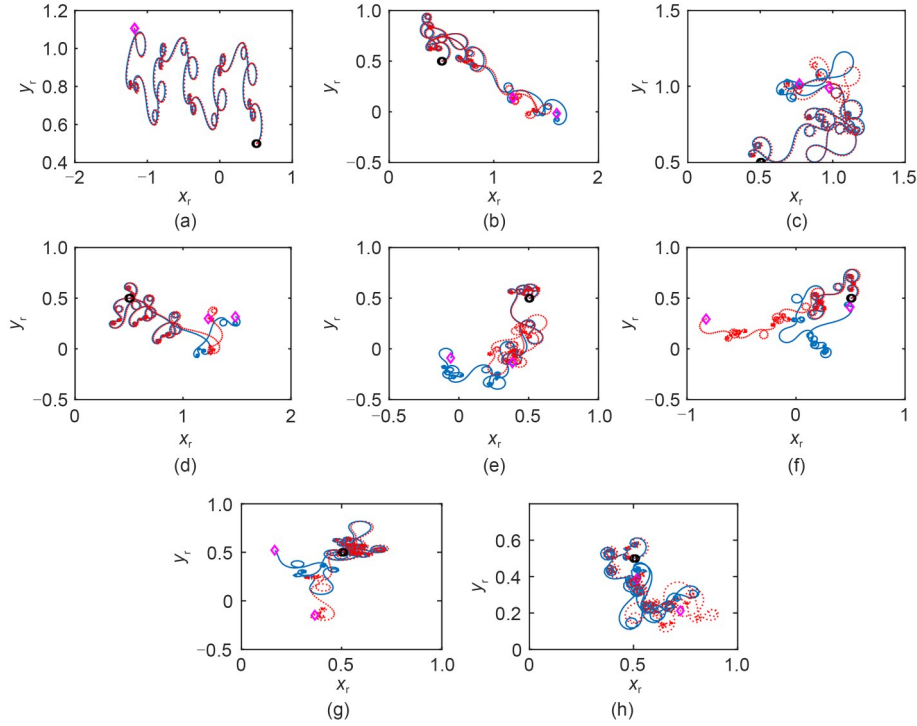 1.2
1.0
0.8
0.6
0.4
−2 −1 0 1
y_r
x_r
(a)
1.0
0.5
0
−0.5
0 1 2
y_r
x_r
(b)
1.5
1.0
0.5
0 0.5 1.0 1.5
y_r
x_r
(c)
1.0
0.5
0
−0.5
0 1 2
y_r
x_r
(d)
1.0
0.5
0
−0.5
−0.5 0 0.5 1.0
y_r
x_r
(e)
1.0
0.5
0
−0.5
−1 0 1
y_r
x_r
(f)
1.0
0.5
0
−0.5
0 0.5 1.0
y_r
x_r
(g)
0.6
0.4
0.2
0
0 0.5 1.0
y_r
x_r
(h)